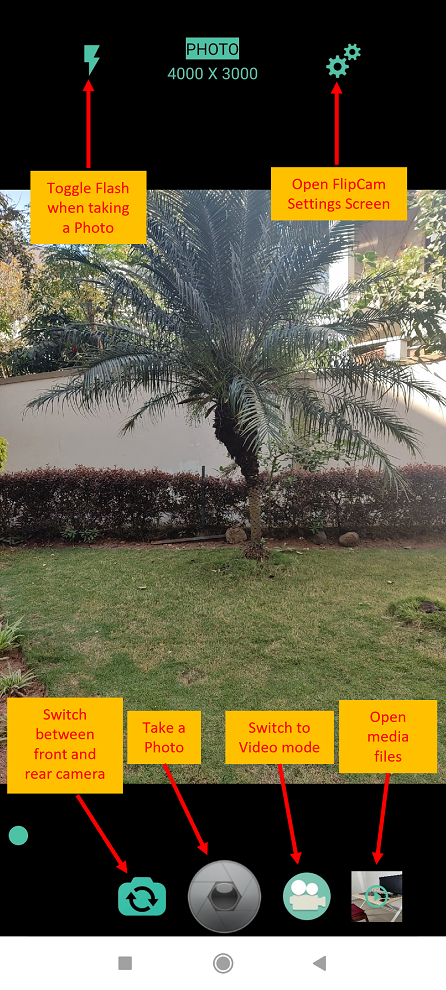 PHOTO
4000 X 3000
Toggle Flash
when taking
a Photo
Open FlipCam
Settings Screen
Switch
between
front and
rear camera
Take a
Photo
Switch to
Video mode
Open
media
files